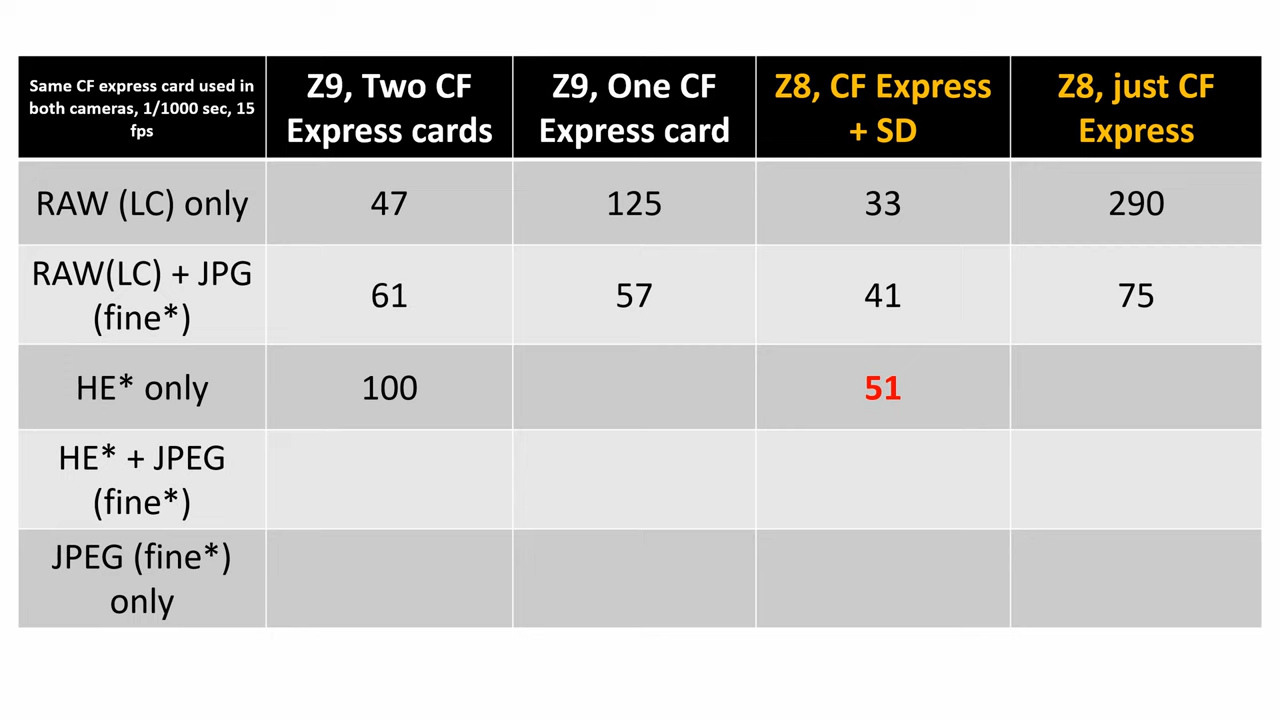 Same CF express card used in
both cameras, 1/1000 sec, 15
fps
Z9, Two CF
Express cards
Z9, One CF
Express card
Z8, CF Express
+ SD
Z8, just CF
Express
RAW (LC) only
47
125
33
290
RAW(LC) + JPG
(fine*)
61
57
41
75
HE* only
100
51
HE* + JPEG
(fine*)
JPEG (fine*)
only